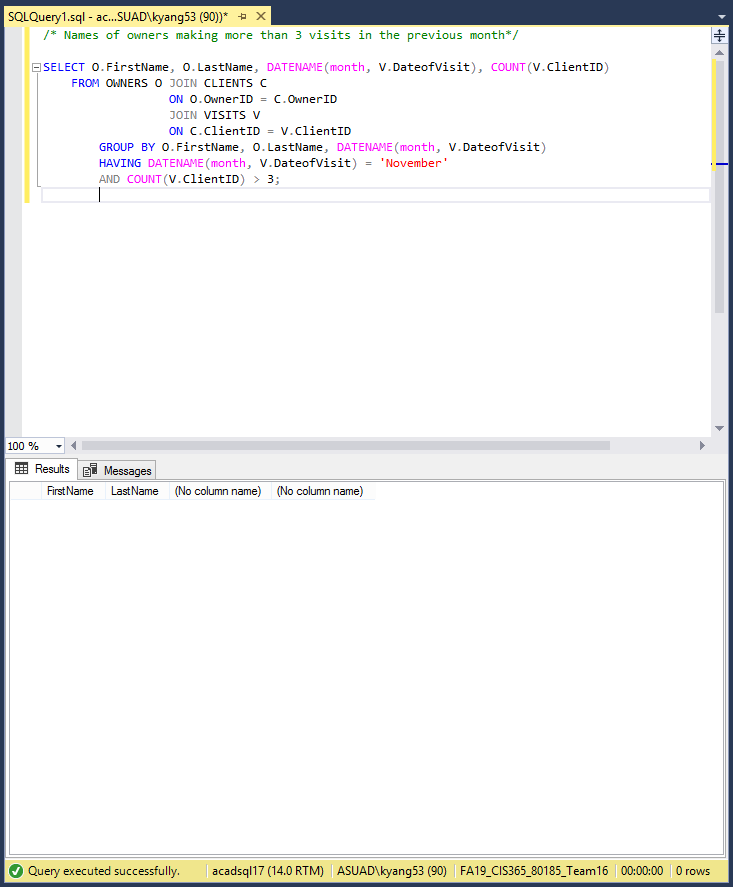 SQLQuery1.sql - ac...SUAD\kyang53 (90))*
/* Names of owners making more than 3 visits in the previous month*/
SELECT O.FirstName, O.LastName, DATENAME(month, V.DateofVisit), COUNT(V.ClientID)
FROM OWNERS O JOIN CLIENTS C
ON O.OwnerID = C.OwnerID
JOIN VISITS V
ON C.ClientID = V.ClientID
GROUP BY O.FirstName, O.LastName, DATENAME(month, V.DateofVisit)
HAVING DATENAME(month, V.DateofVisit) = 'November'
AND COUNT(V.ClientID) > 3;
100 %
Results Messages
FirstName LastName (No column name) (No column name)
Query executed successfully. acadsql17 (14.0 RTM) ASUAD\kyang53 (90) FA19_CIS365_80185_Team16 00:00:00 0 rows